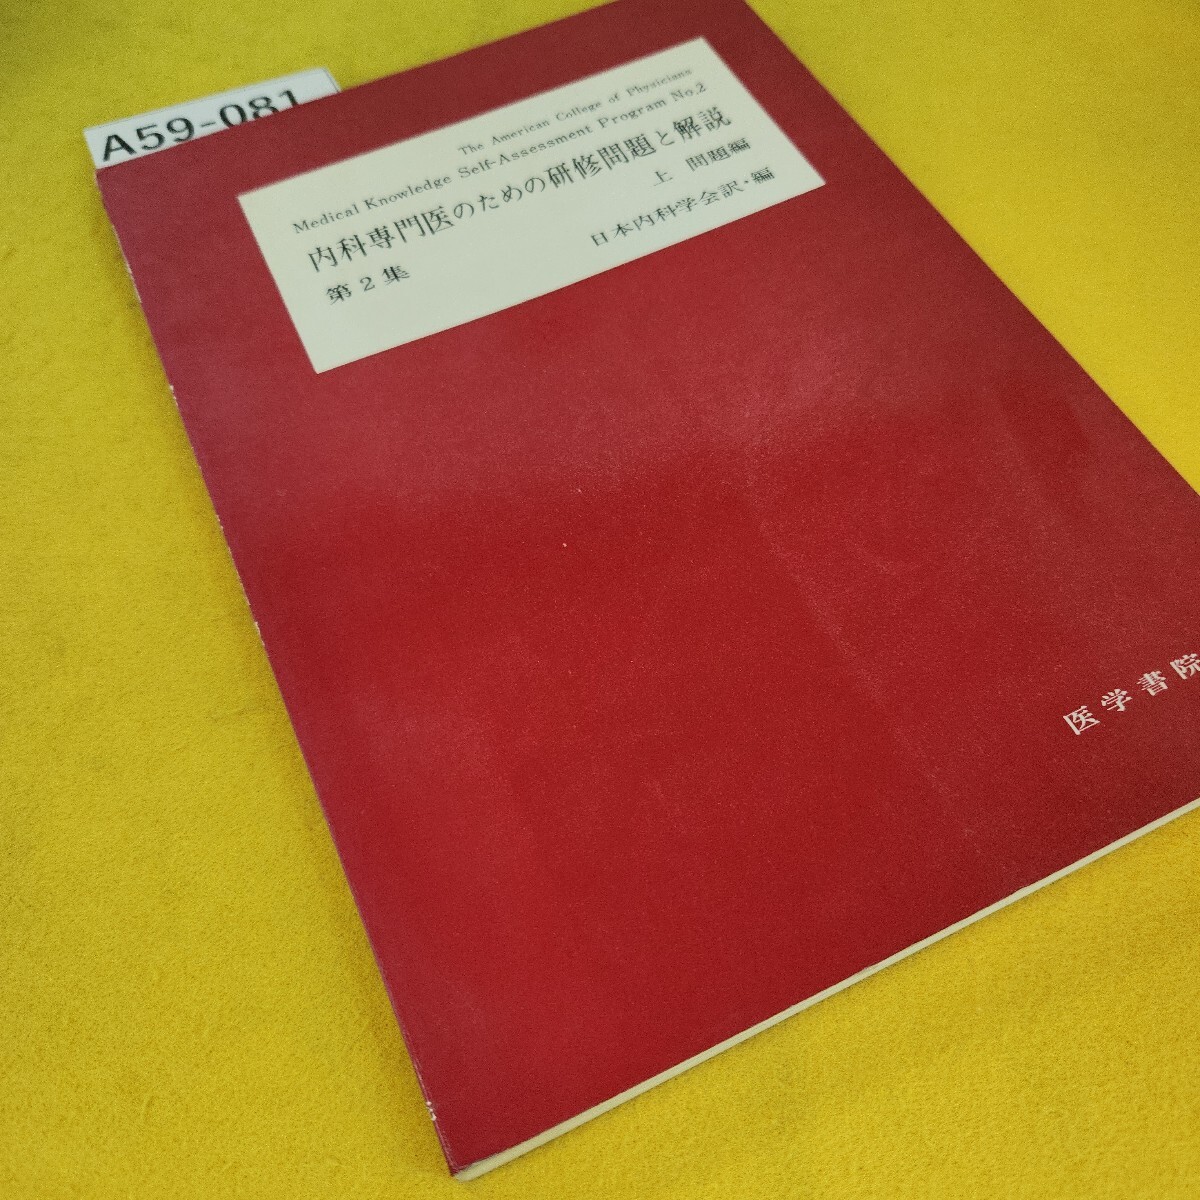 A59-081
The American College of Physicians
Medical Knowledge Self-Assessment Program No.2
内科専門医のための研修問題と解説
第2集
上 問題編
日本内科学会訳・編
医学書院